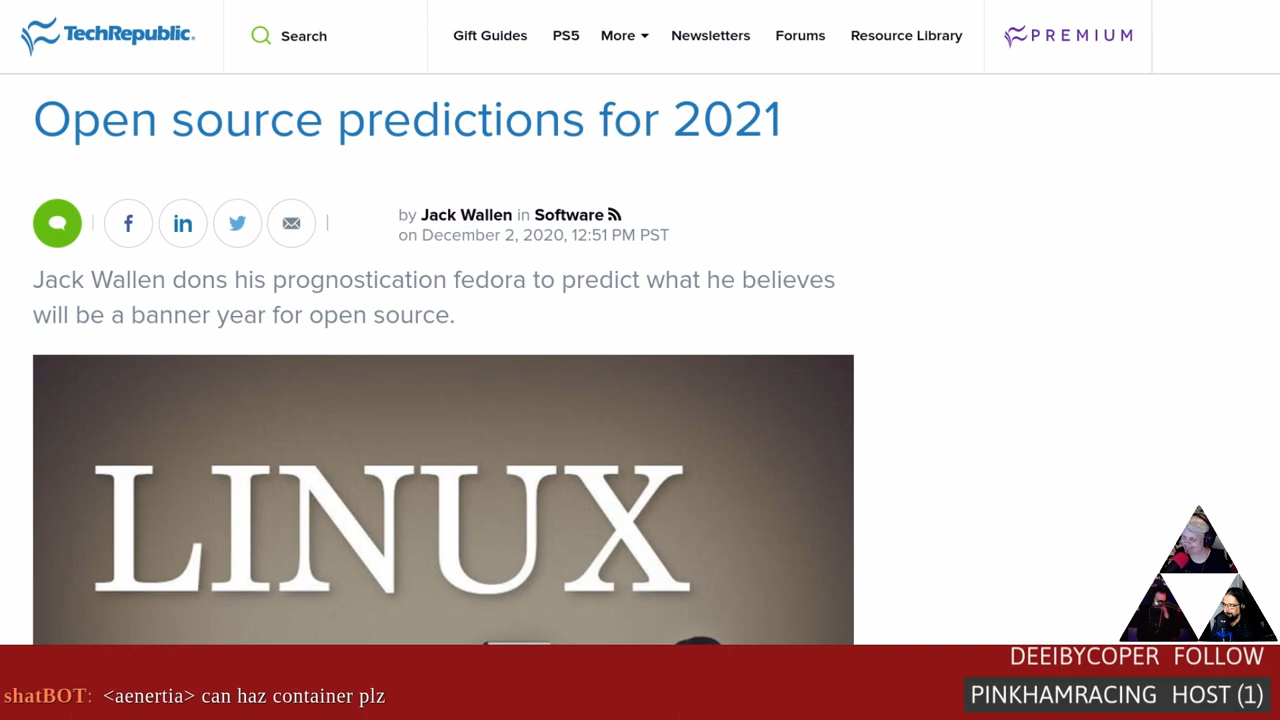 TechRepublic.
Search
Gift Guides PS5 More Newsletters Forums Resource Library
PREMIUM
Open source predictions for 2021
by Jack Wallen in Software
on December 2, 2020, 12:51 PM PST
Jack Wallen dons his prognostication fedora to predict what he believes
will be a banner year for open source.
LINUX
DEEIBYCOPER FOLLOW
shatBOT: <aenertia> can haz container plz
PINKHAMRACING HOST (1)